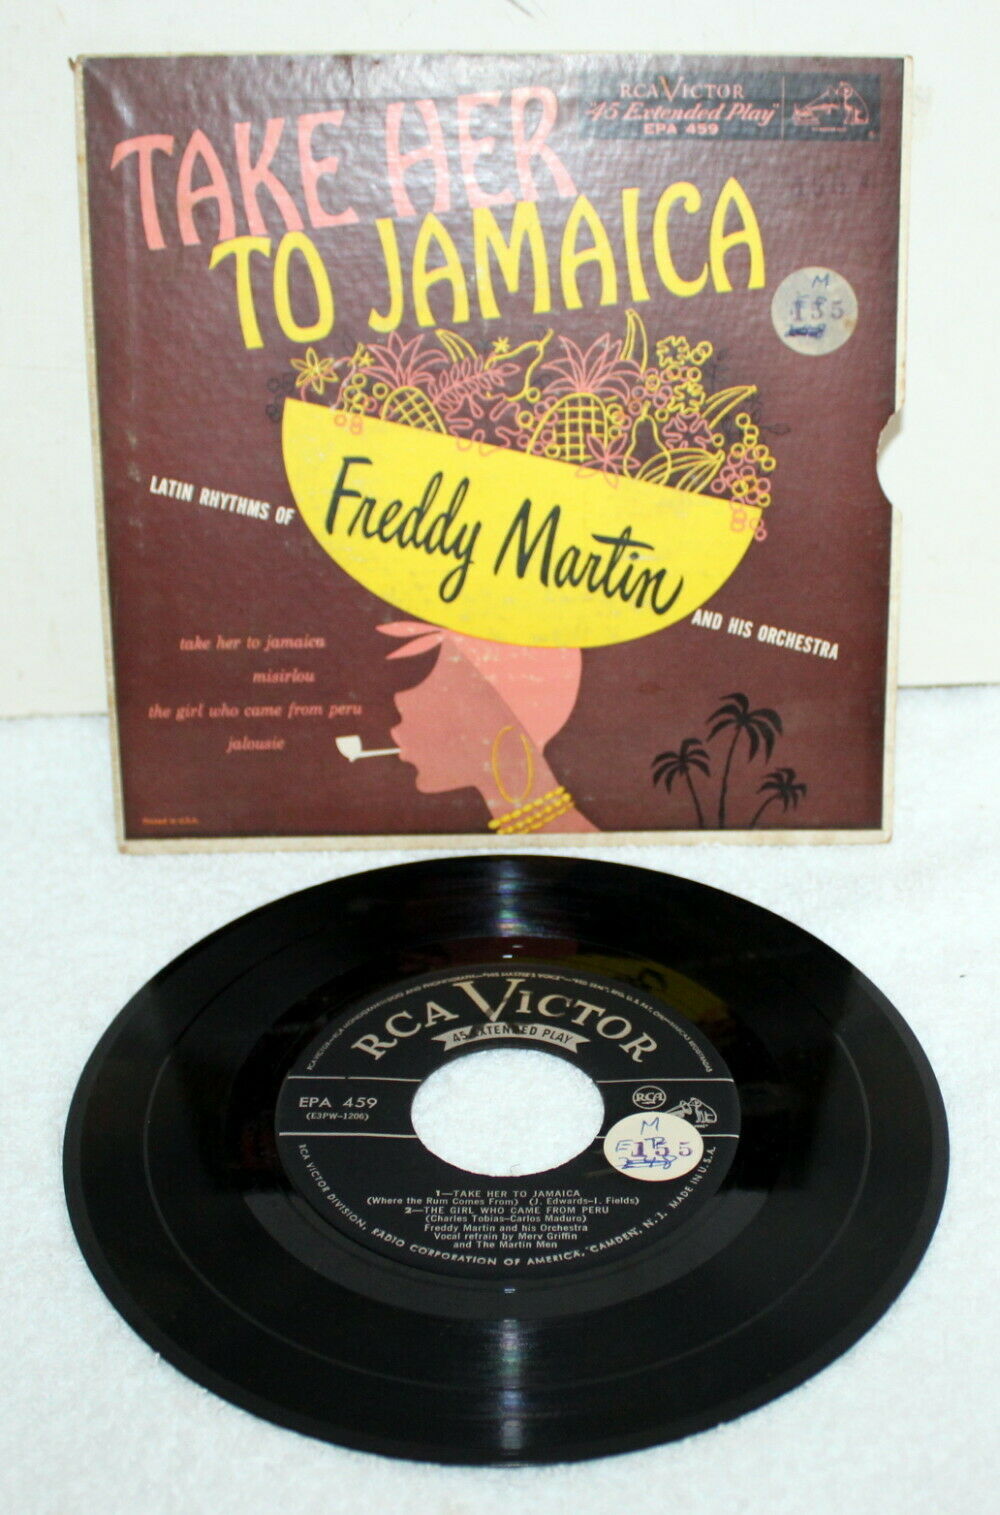 RCA VICTOR
"45 Extended Play"
EPA 459
TAKE HER
TO JAMAICA
M
155
LATIN RHYTHMS OF
Freddy Martin
AND HIS ORCHESTRA
take her to jamaica
misirlou
the girl who came from peru
jalousie
Printed in U.S.A.
RCA VICTOR
45 EXTENDED PLAY
EPA 459
(E3PW-1206)
RCA
M
155
1—TAKE HER TO JAMAICA
(Where the Rum Comes From) (J. Edwards-I. Fields)
2—THE GIRL WHO CAME FROM PERU
(Charles Tobias-Carlos Maduro)
Freddy Martin and his Orchestra
Vocal refrain by Merv Griffin
and The Martin Men
RCA VICTOR DIVISION, RADIO CORPORATION OF AMERICA, CAMDEN, N. J. MADE IN U.S.A.